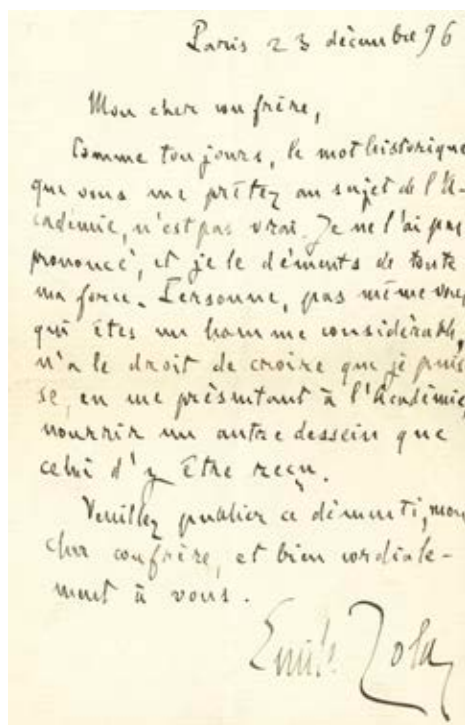 Paris 23 décembre 96
Mon cher confrère,
Comme toujours, le mot historique
que vous me prêtez au sujet de l'A-
cadémie, n'est pas vrai. Je ne l'ai pas
prononcé, et je le déments de toute
ma force. Personne, pas même vous
qui êtes un homme considérable,
n'a le droit de croire que je puis
se, en me présentant à l'Académie,
nourrir un autre dessein que
celui d'y être reçu.
Veuillez publier ce démenti, mon
cher confrère, et bien cordiale-
ment à vous.
Emile Zola